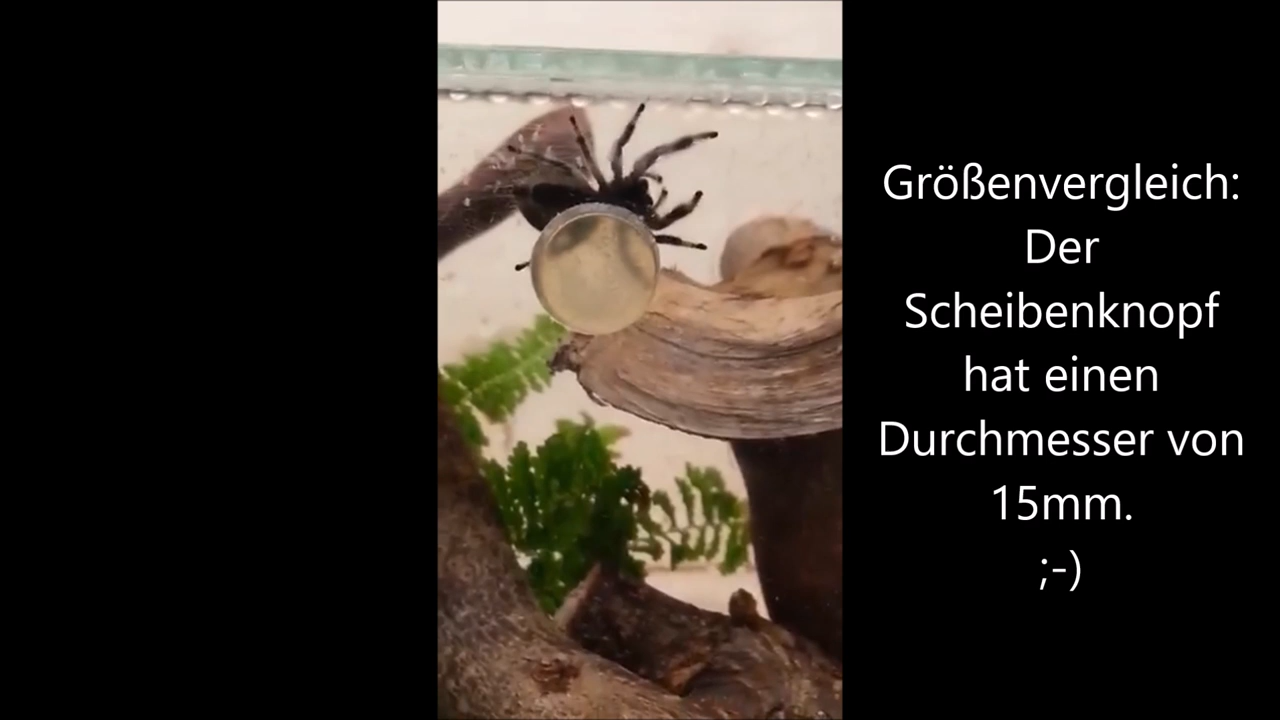 Größenvergleich:
Der
Scheibenknopf
hat einen
Durchmesser von
15mm.
;-)